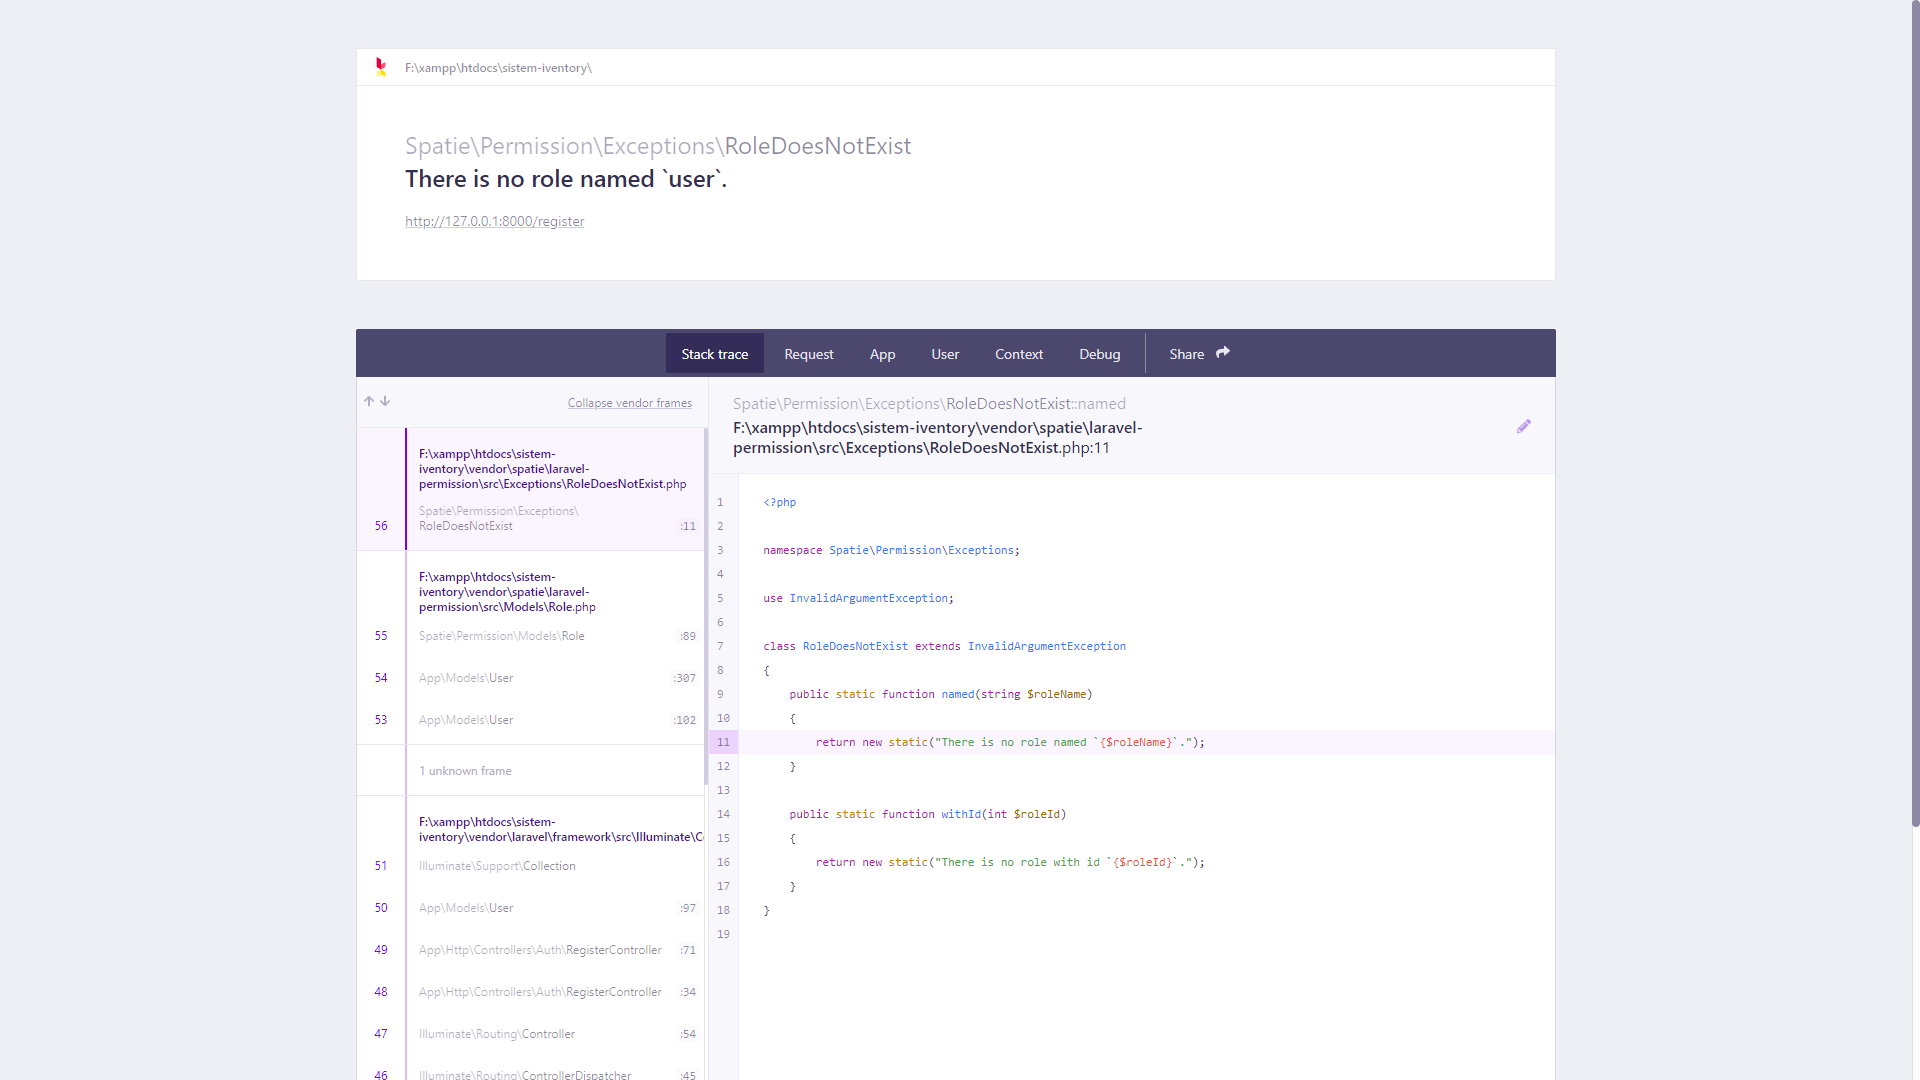 F:\xampp\htdocs\sistem-iventory\
Spatie\Permission\Exceptions\RoleDoesNotExist
There is no role named `user`.
http://127.0.0.1:8000/register
Stack trace Request App User Context Debug Share
Collapse vendor frames
F:\xampp\htdocs\sistem-
iventory\vendor\spatie\laravel-
permission\src\Exceptions\RoleDoesNotExist.php
Spatie\Permission\Exceptions\
56 RoleDoesNotExist :11
F:\xampp\htdocs\sistem-
iventory\vendor\spatie\laravel-
permission\src\Models\Role.php
55 Spatie\Permission\Models\Role :89
54 App\Models\User :307
53 App\Models\User :102
1 unknown frame
F:\xampp\htdocs\sistem-
iventory\vendor\laravel\framework\src\Illuminate\C
51 Illuminate\Support\Collection
50 App\Models\User :97
49 App\Http\Controllers\Auth\RegisterController :71
48 App\Http\Controllers\Auth\RegisterController :34
47 Illuminate\Routing\Controller :54
46 Illuminate\Routing\ControllerDispatcher :45
Spatie\Permission\Exceptions\RoleDoesNotExist::named
F:\xampp\htdocs\sistem-iventory\vendor\spatie\laravel-
permission\src\Exceptions\RoleDoesNotExist.php:11
1 <?php
2
3 namespace Spatie\Permission\Exceptions;
4
5 use InvalidArgumentException;
6
7 class RoleDoesNotExist extends InvalidArgumentException
8 {
9 public static function named(string $roleName)
10 {
11 return new static("There is no role named `{$roleName}`.");
12 }
13
14 public static function withId(int $roleId)
15 {
16 return new static("There is no role with id `{$roleId}`.");
17 }
18 }
19